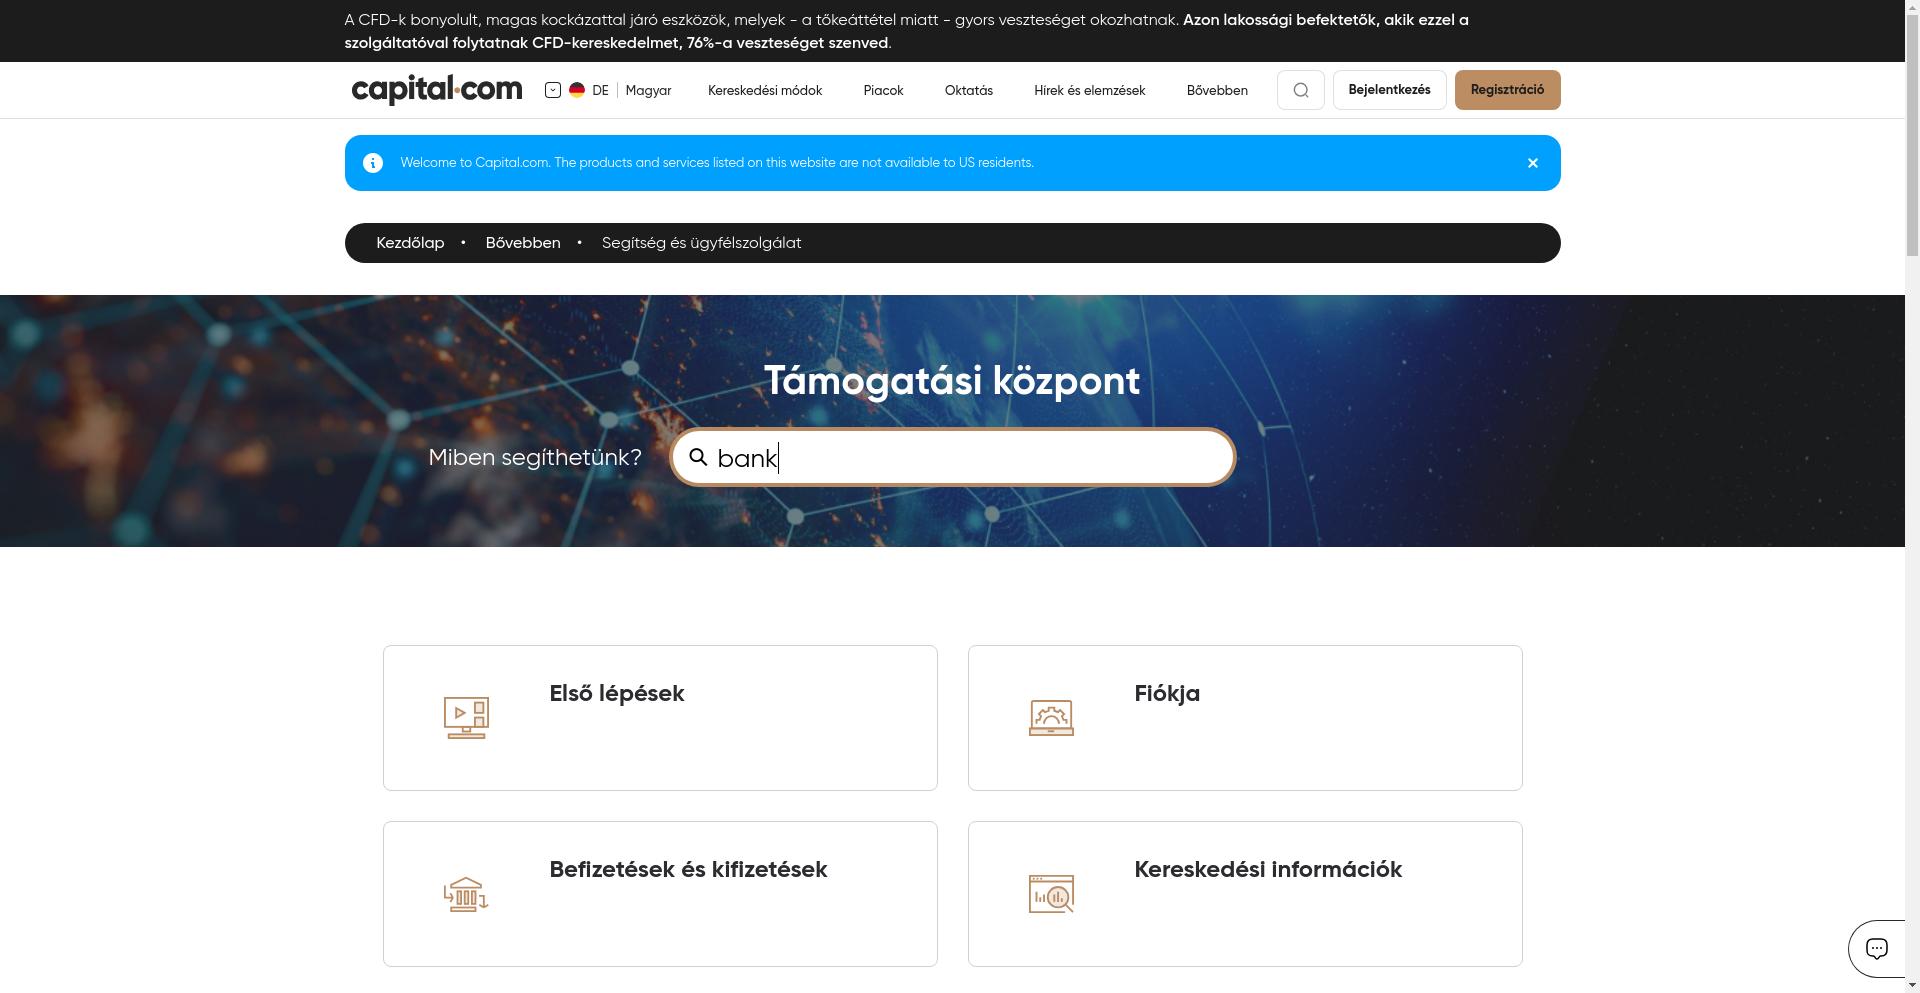 A CFD-k bonyolult, magas kockázattal járó eszközök, melyek - a tőkeáttétel miatt - gyors veszteséget okozhatnak. Azon lakossági befektetők, akik ezzel a
szolgáltatóval folytatnak CFD-kereskedelmet, 76%-a veszteséget szenved.
capital.com
DE
Magyar
Kereskedési módok
Piacok
Oktatás
Hírek és elemzések
Bővebben
Bejelentkezés
Regisztráció
Welcome to Capital.com. The products and services listed on this website are not available to US residents.
Kezdőlap • Bővebben • Segítség és ügyfélszolgálat
Támogatási központ
Miben segíthetünk?
bank
Első lépések
Fiókja
Befizetések és kifizetések
Kereskedési információk